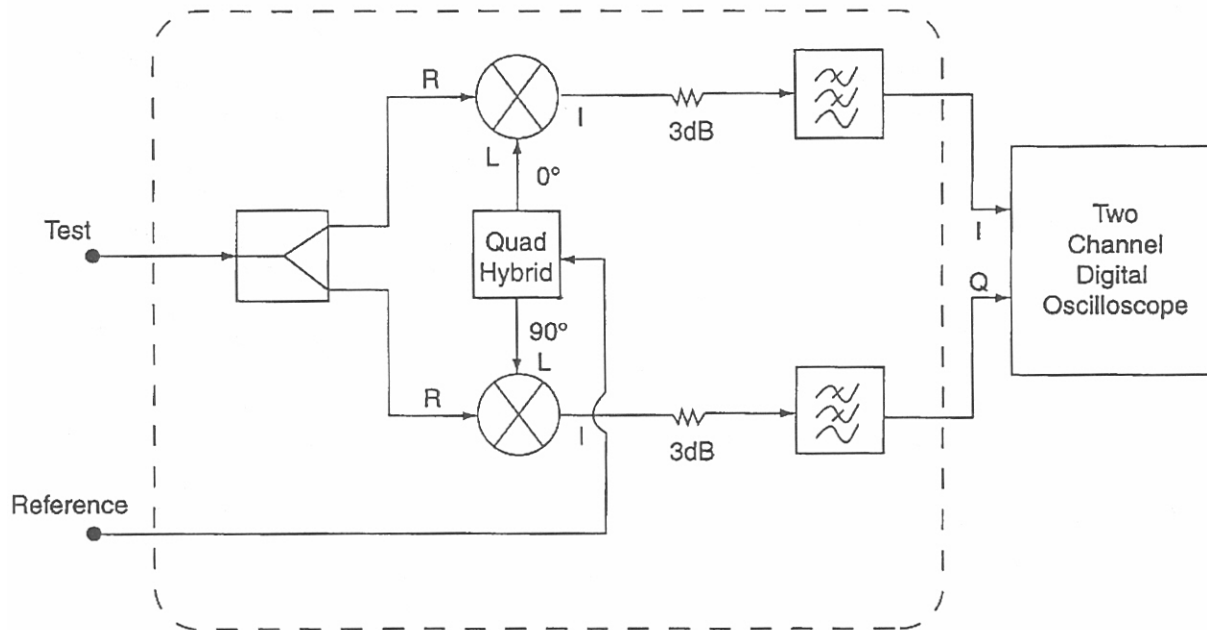 R
I
3dB
L
0°
Test
Quad
Hybrid
Two
Channel
Digital
Oscilloscope
I
Q
90°
L
R
I
3dB
Reference